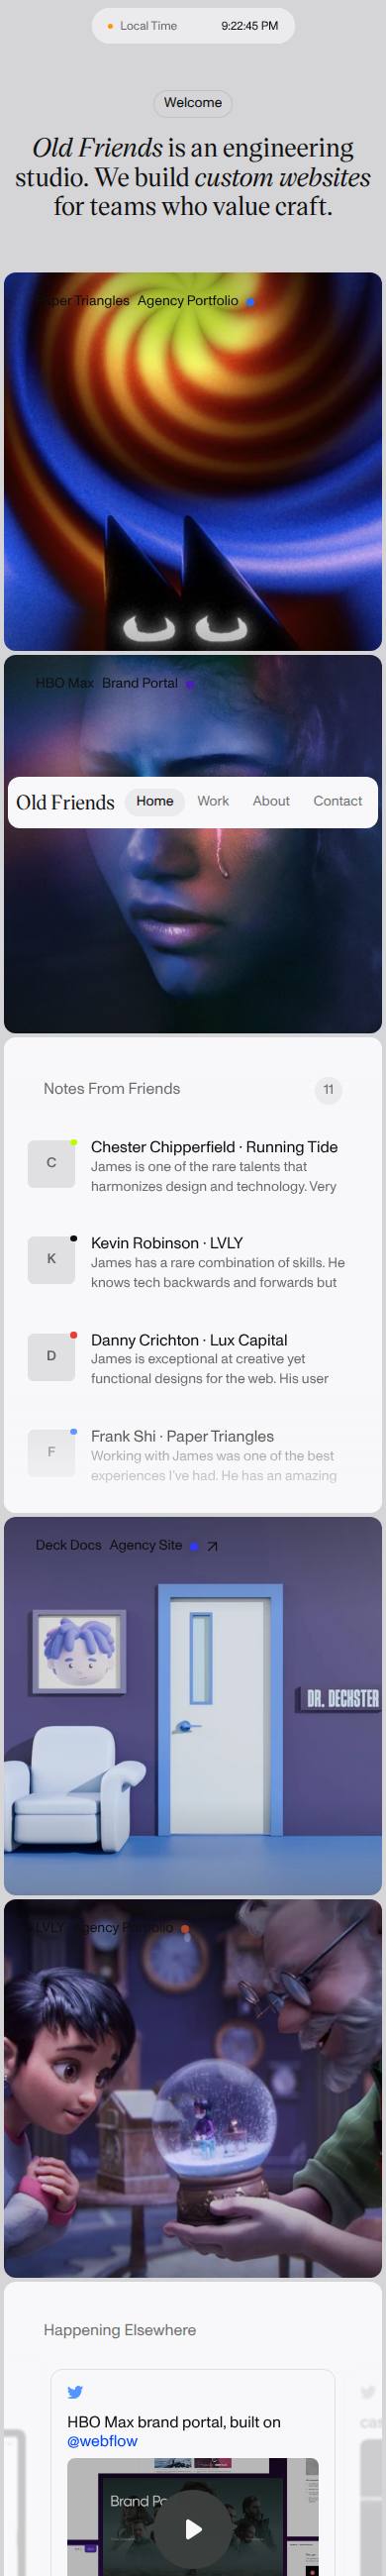 Local Time 9:22:45 PM
Welcome
Old Friends is an engineering
studio. We build custom websites
for teams who value craft.
Triangles Agency Portfolio
HBO Max Brand Portal
Old Friends Home Work About Contact
Notes From Friends 11
C
Chester Chipperfield · Running Tide
James is one of the rare talents that
harmonizes design and technology. Very
K
Kevin Robinson · LVLY
James has a rare combination of skills. He
knows tech backwards and forwards but
D
Danny Crichton · Lux Capital
James is exceptional at creative yet
functional designs for the web. His user
F
Frank Shi · Paper Triangles
Working with James was one of the best
experiences I've had. He has an amazing
Deck Docs Agency Site
DR. DECKSTER
LVLY
Happening Elsewhere
HBO Max brand portal, built on
@webflow
Brand